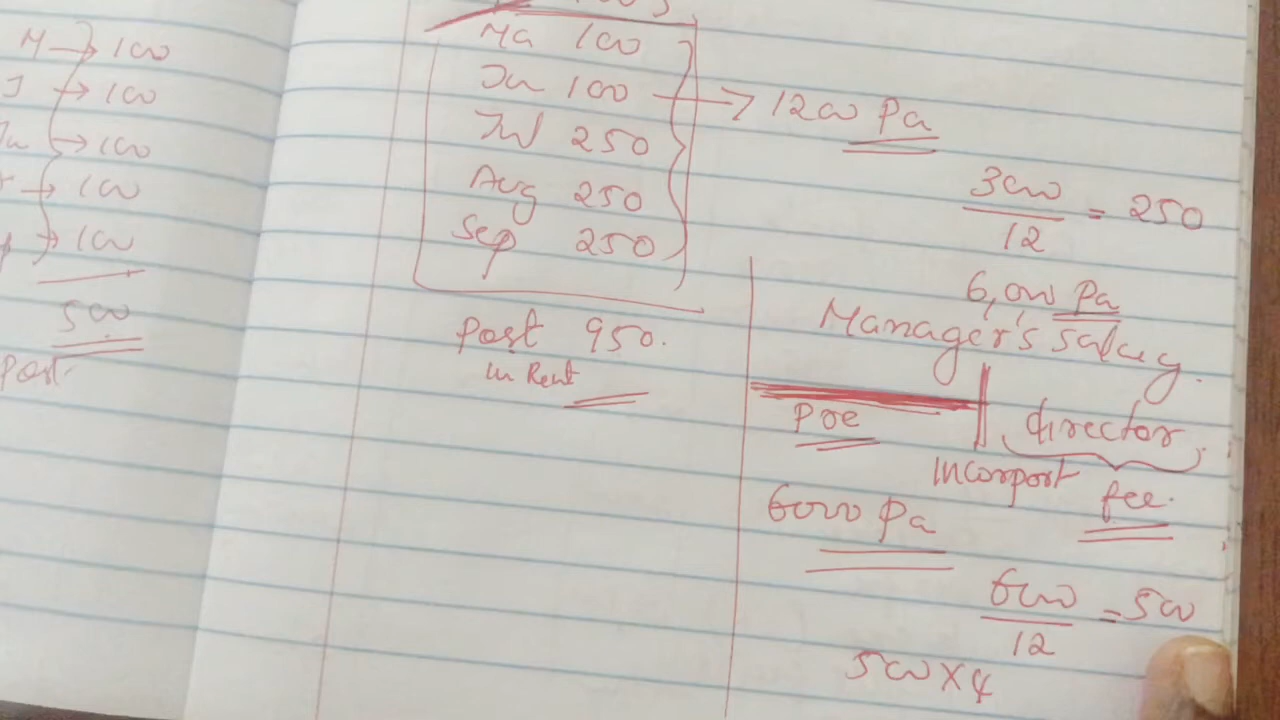 M → 100
J → 100
→ 100
→ 100
→ 100
500
Post
Ma 100
Ju 100 → 1200 Pa
Jul 250
Aug 250
Sep 250
Post 950.
in Rent
3000
12
= 250
6,000 Pa
Manager's Salary.
Pre
director
incorport
fee.
6000 Pa
6000
12
= 500
500 x 4